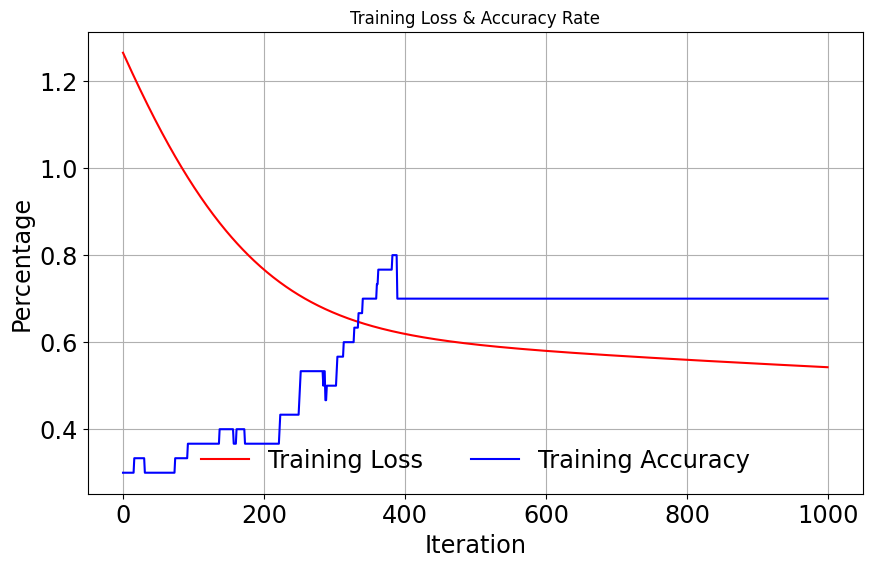 Training Loss & Accuracy Rate
Percentage
1.2
1.0
0.8
0.6
0.4
Training Loss Training Accuracy
0 200 400 600 800 1000
Iteration